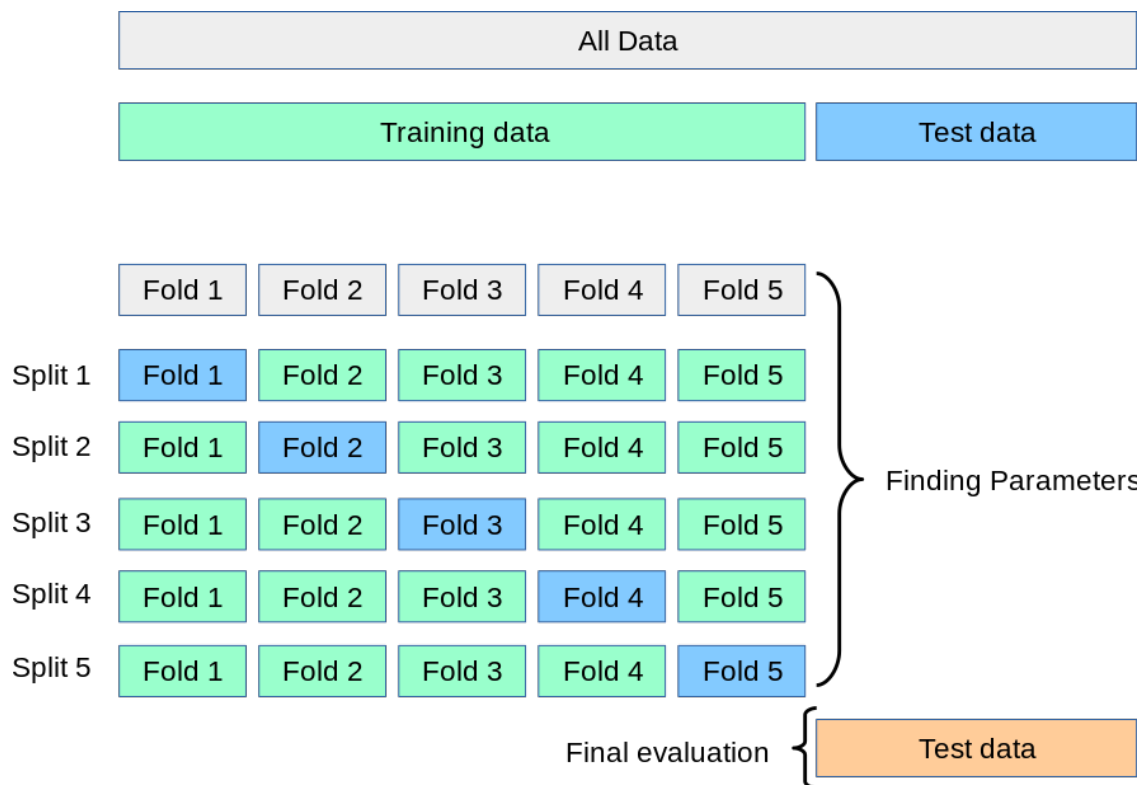 All Data
Training data Test data
Fold 1 Fold 2 Fold 3 Fold 4 Fold 5
Split 1 Fold 1 Fold 2 Fold 3 Fold 4 Fold 5
Split 2 Fold 1 Fold 2 Fold 3 Fold 4 Fold 5
Finding Parameters
Split 3 Fold 1 Fold 2 Fold 3 Fold 4 Fold 5
Split 4 Fold 1 Fold 2 Fold 3 Fold 4 Fold 5
Split 5 Fold 1 Fold 2 Fold 3 Fold 4 Fold 5
Final evaluation Test data